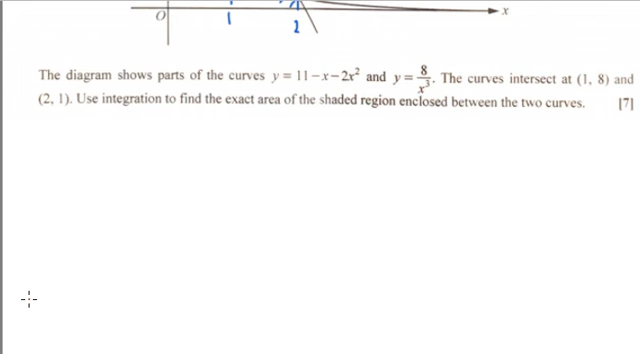 O x
1 2
The diagram shows parts of the curves y = 11 − x − 2x² and y = 8/x³. The curves intersect at (1, 8) and
(2, 1). Use integration to find the exact area of the shaded region enclosed between the two curves. [7]